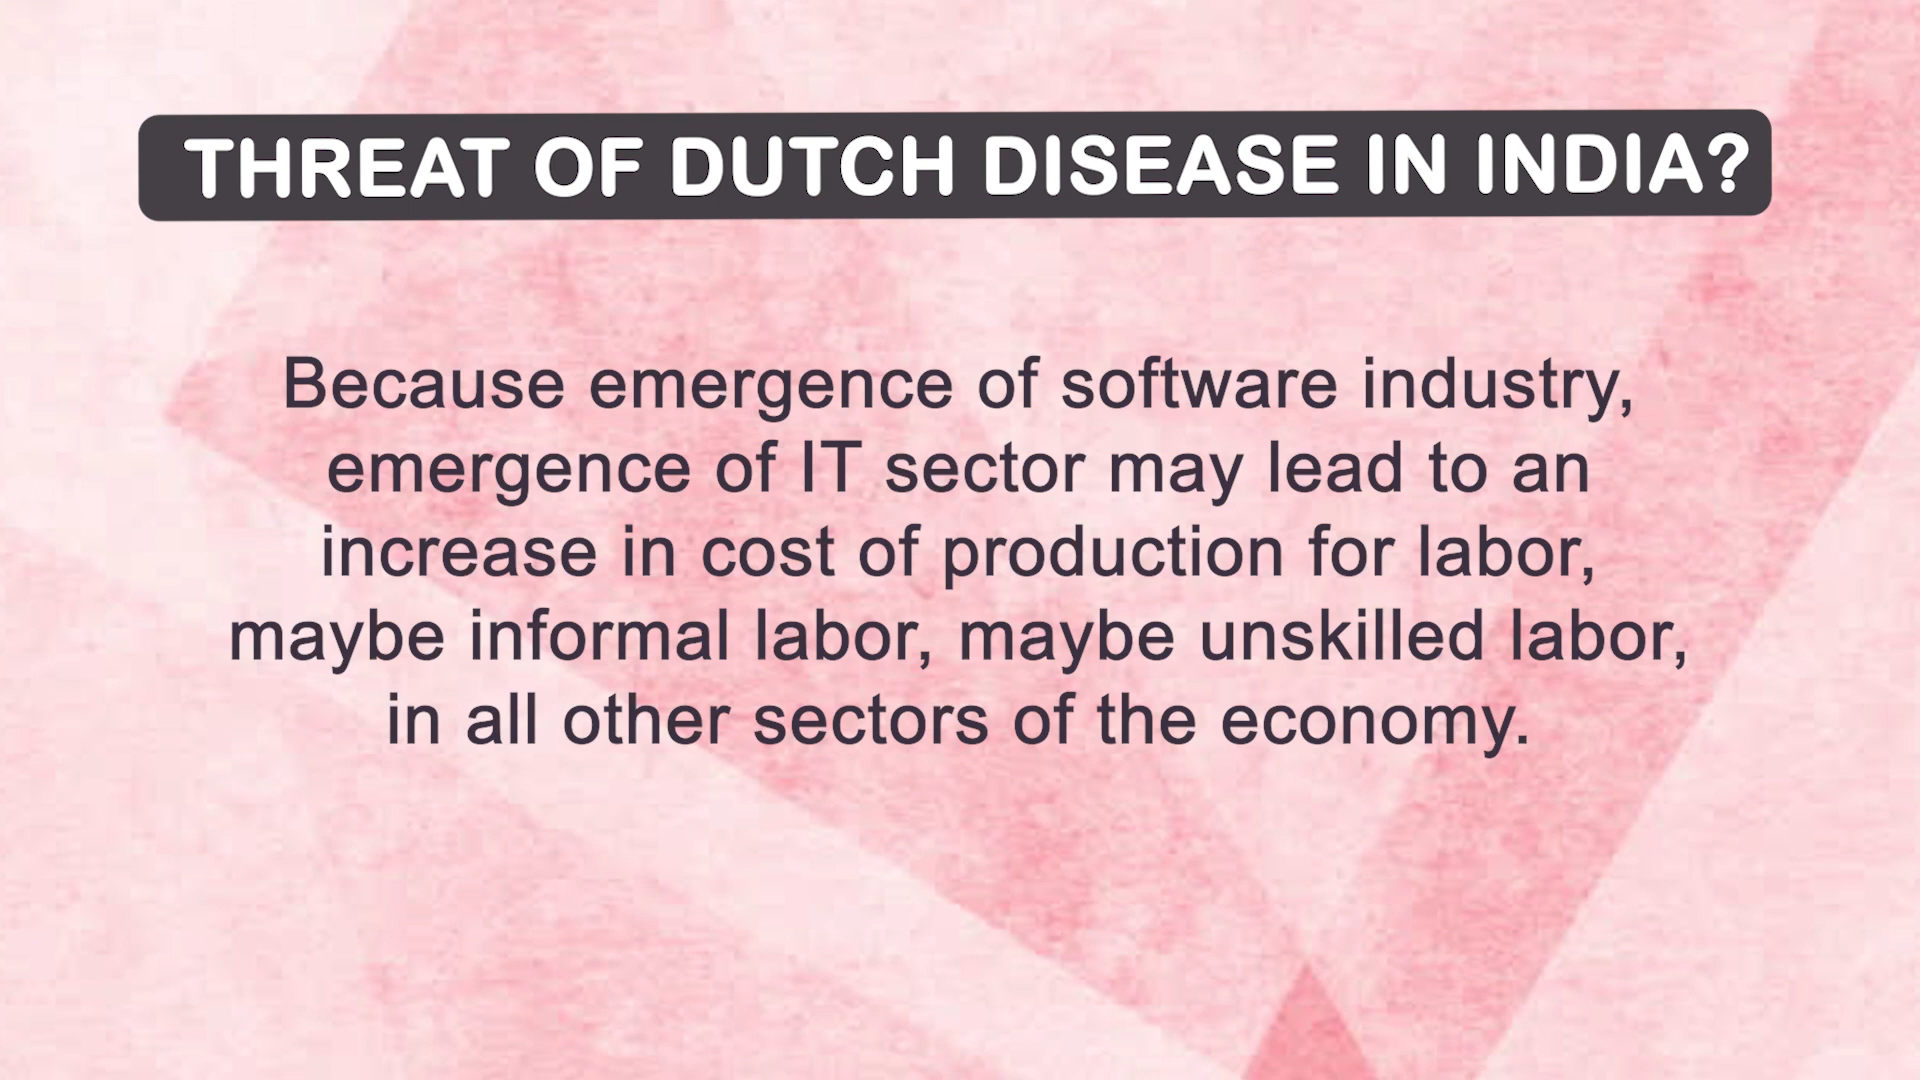 THREAT OF DUTCH DISEASE IN INDIA?
Because emergence of software industry,
emergence of IT sector may lead to an
increase in cost of production for labor,
maybe informal labor, maybe unskilled labor,
in all other sectors of the economy.